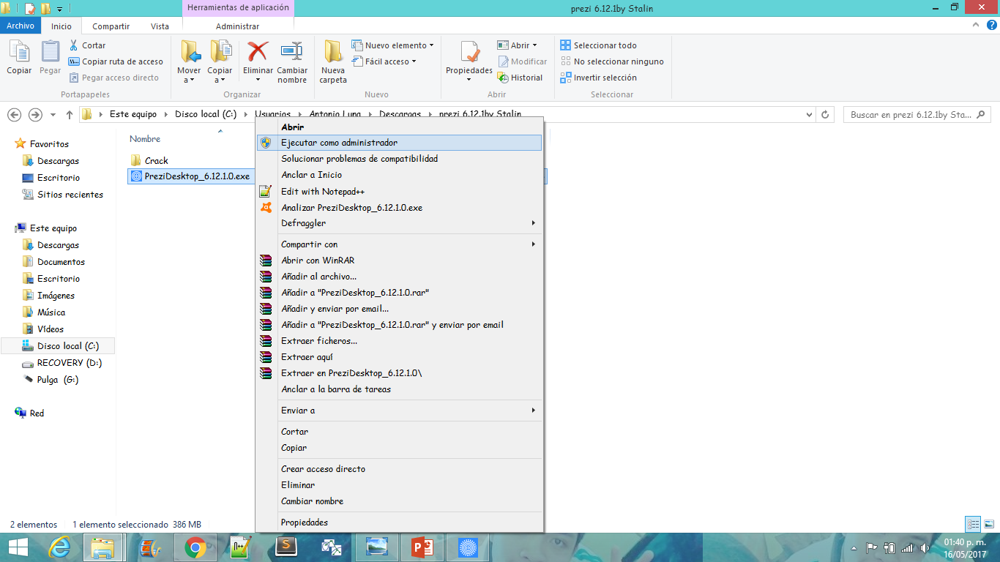 Herramientas de aplicación
prezi 6.12.1by Stalin
Archivo
Inicio
Compartir
Vista
Administrar
Copiar
Pegar
Cortar
Copiar ruta de acceso
Pegar acceso directo
Portapapeles
Mover a
Copiar a
Eliminar
Cambiar nombre
Organizar
Nueva carpeta
Nuevo elemento
Fácil acceso
Nuevo
Propiedades
Abrir
Modificar
Historial
Abrir
Seleccionar todo
No seleccionar ninguno
Invertir selección
Seleccionar
Este equipo
Disco local (C:)
Usuarios
Antonio Luna
Descargas
prezi 6.12.1by Stalin
Buscar en prezi 6.12.1by Sta...
Favoritos
Descargas
Escritorio
Sitios recientes
Este equipo
Descargas
Documentos
Escritorio
Imágenes
Música
Vídeos
Disco local (C:)
RECOVERY (D:)
Pulga (G:)
Red
Nombre
Crack
PreziDesktop_6.12.1.0.exe
Abrir
Ejecutar como administrador
Solucionar problemas de compatibilidad
Anclar a Inicio
Edit with Notepad++
Analizar PreziDesktop_6.12.1.0.exe
Defraggler
Compartir con
Abrir con WinRAR
Añadir al archivo...
Añadir a "PreziDesktop_6.12.1.0.rar"
Añadir y enviar por email...
Añadir a "PreziDesktop_6.12.1.0.rar" y enviar por email
Extraer ficheros...
Extraer aquí
Extraer en PreziDesktop_6.12.1.0\
Anclar a la barra de tareas
Enviar a
Cortar
Copiar
Crear acceso directo
Eliminar
Cambiar nombre
Propiedades
2 elementos
1 elemento seleccionado 386 MB
01:40 p. m.
16/05/2017